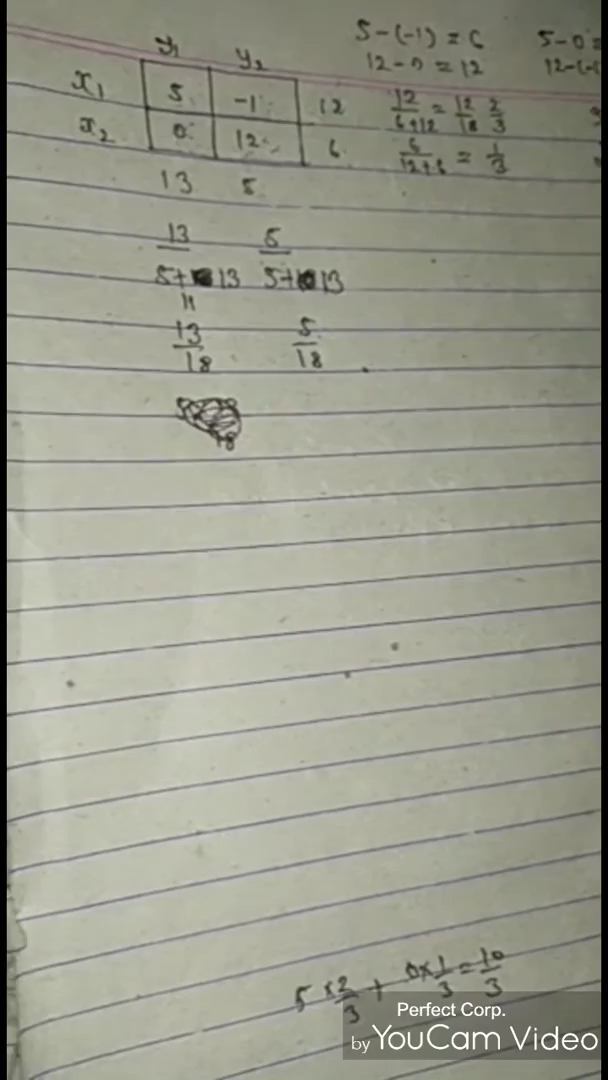 5-(-1) = 6 5-0=
12-0 = 12 12-(-
y1 y2
x1 5 -1 12 12/6+12 = 12/18 2/3
x2 0 12 6 6/12+6 = 1/3
13 5
13/5+13 5/5+13
"
13/18 5/18
5 × 2/3 + 0×1/3 = 10/3
Perfect Corp.
by YouCam Video